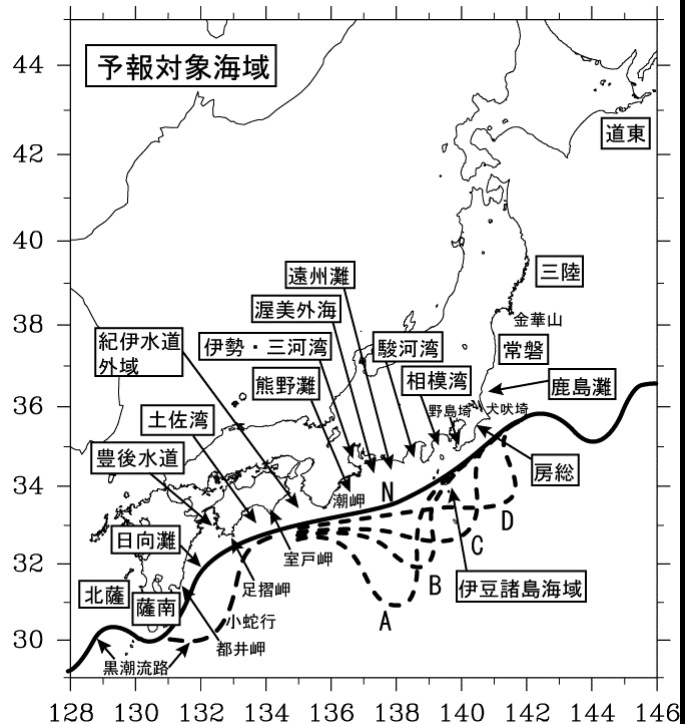 44
予報対象海域
道東
42
40
遠州灘
三陸
渥美外海
金華山
38
紀伊水道
外域
伊勢・三河湾
駿河湾
常磐
熊野灘
相模湾
鹿島灘
36
土佐湾
野島埼
犬吠埼
豊後水道
房総
34
潮岬
N
D
日向灘
室戸岬
C
32
足摺岬
B
伊豆諸島海域
北薩
薩南
小蛇行
A
30
都井岬
黒潮流路
128 130 132 134 136 138 140 142 144 146